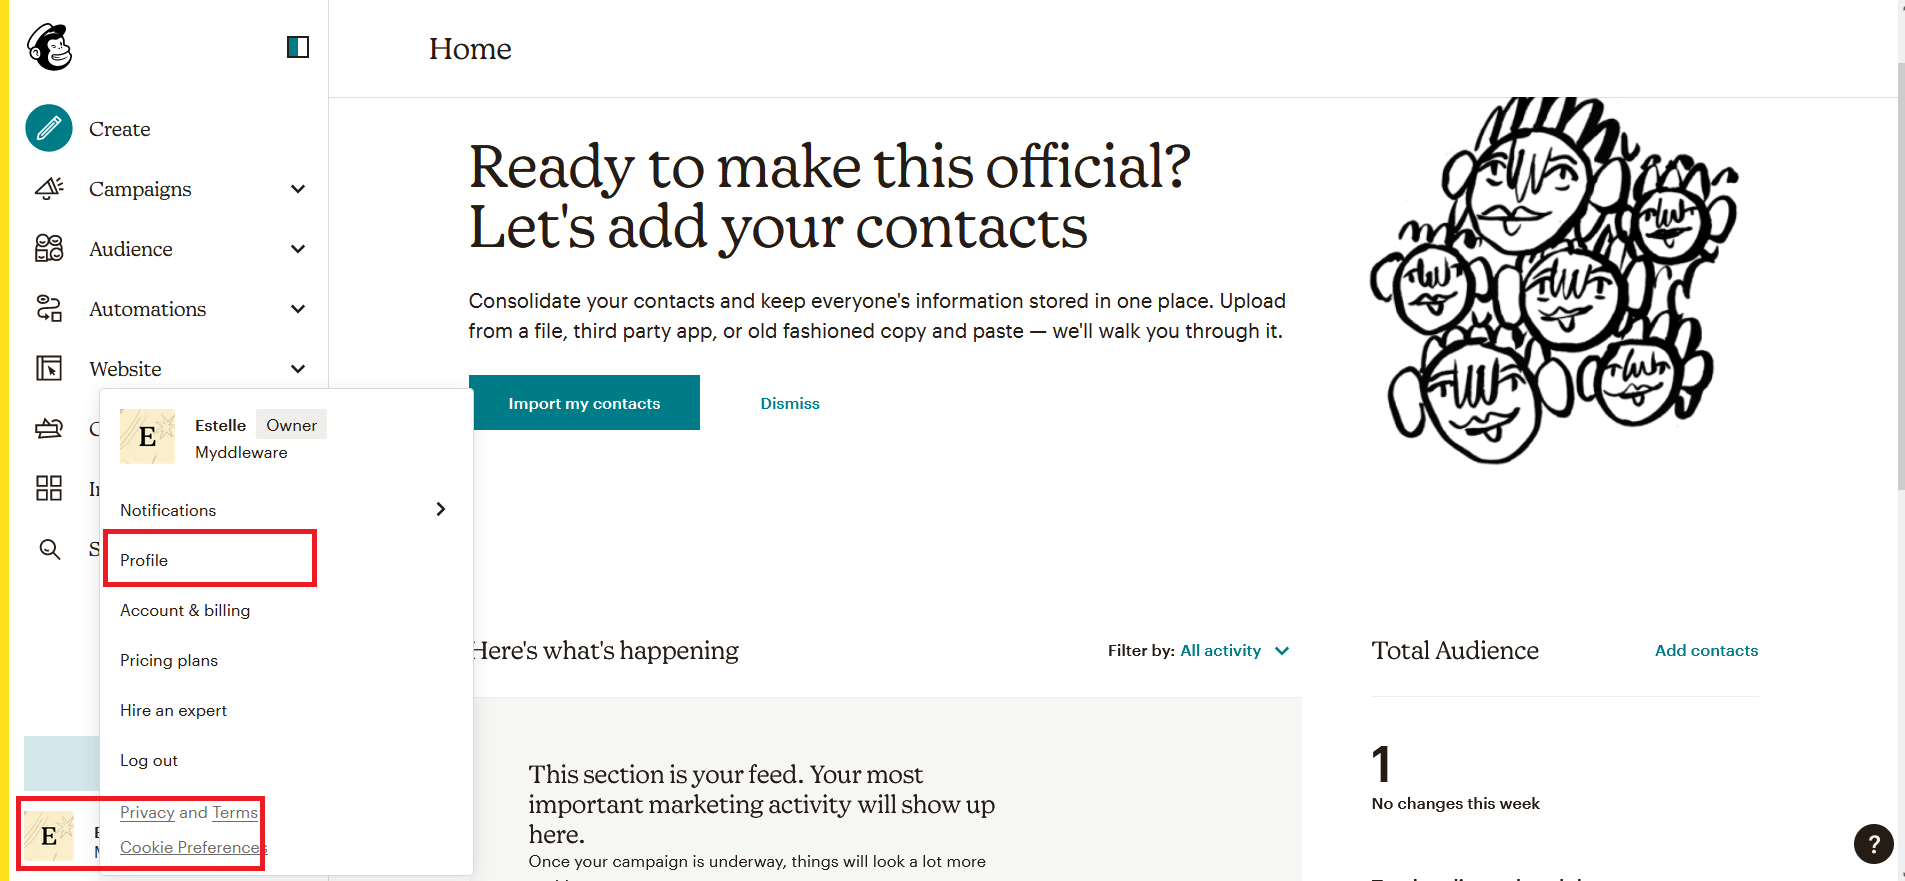 Home
Create
Campaigns
Audience
Automations
Website
E
Estelle Owner
Myddleware
Notifications
Profile
Account & billing
Pricing plans
Hire an expert
Log out
Privacy and Terms
Cookie Preferences
E
Ready to make this official?
Let's add your contacts
Consolidate your contacts and keep everyone's information stored in one place. Upload
from a file, third party app, or old fashioned copy and paste — we'll walk you through it.
Import my contacts
Dismiss
Here's what's happening
Filter by: All activity
This section is your feed. Your most
important marketing activity will show up
here.
Once your campaign is underway, things will look a lot more
Total Audience
Add contacts
1
No changes this week
?